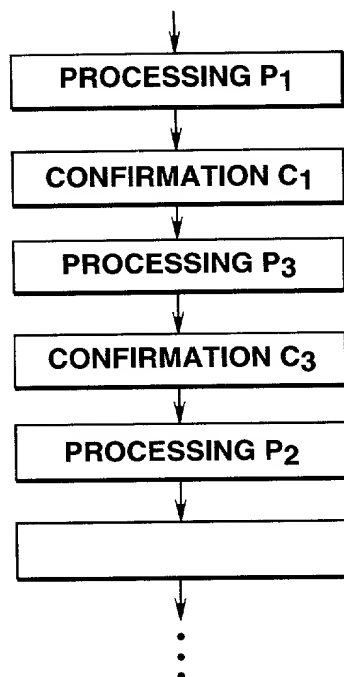 PROCESSING P1
CONFIRMATION C1
PROCESSING P3
CONFIRMATION C3
PROCESSING P2